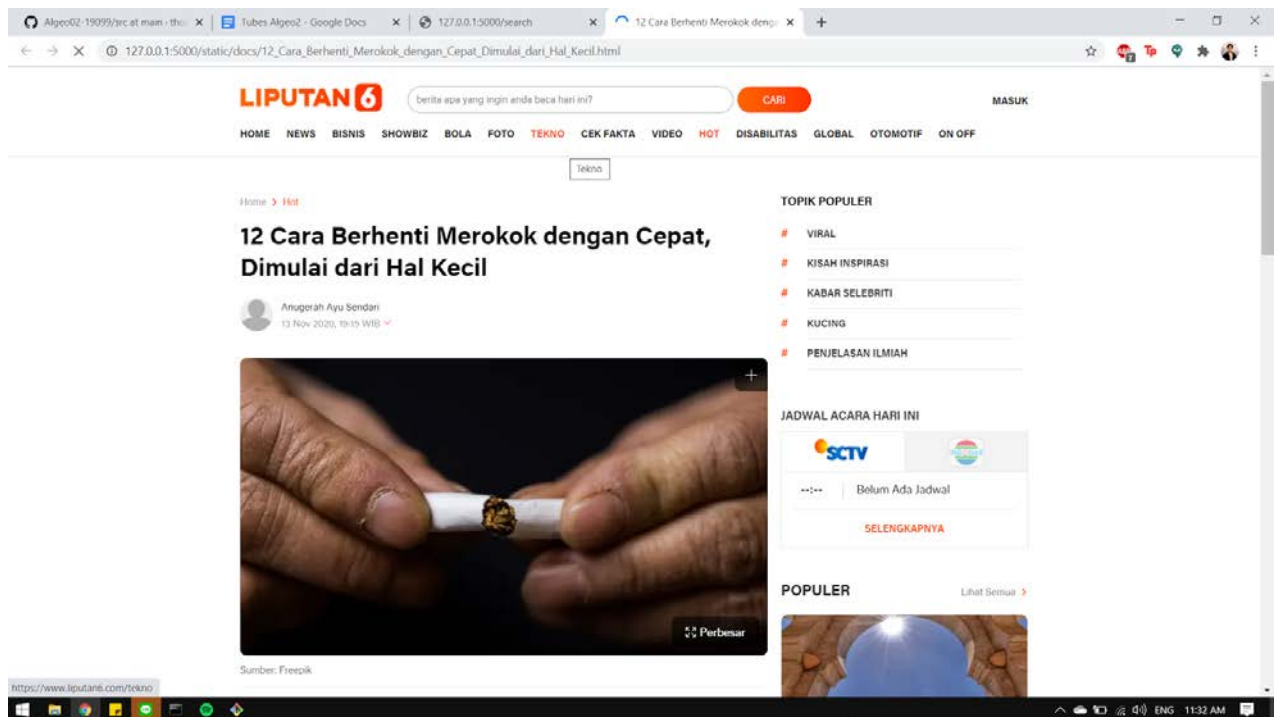 Algeo02-19099/src at main · tho
Tubes Algeo2 - Google Docs
127.0.0.1:5000/search
12 Cara Berhenti Merokok deng
127.0.0.1:5000/static/docs/12_Cara_Berhenti_Merokok_dengan_Cepat_Dimulai_dari_Hal_Kecil.html
Tp
LIPUTAN 6
berita apa yang ingin anda baca hari ini?
CARI
MASUK
HOME NEWS BISNIS SHOWBIZ BOLA FOTO TEKNO CEK FAKTA VIDEO HOT DISABILITAS GLOBAL OTOMOTIF ON OFF
Tekno
Home > Hot
12 Cara Berhenti Merokok dengan Cepat,
Dimulai dari Hal Kecil
Anugerah Ayu Sendari
13 Nov 2020, 19:19 WIB
Perbesar
Sumber: Freepik
TOPIK POPULER
# VIRAL
# KISAH INSPIRASI
# KABAR SELEBRITI
# KUCING
# PENJELASAN ILMIAH
JADWAL ACARA HARI INI
SCTV
--:-- Belum Ada Jadwal
SELENGKAPNYA
POPULER
Lihat Semua >
https://www.liputan6.com/tekno
ENG 11:32 AM